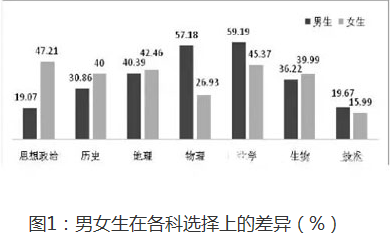 ■男生 ■女生
19.07 47.21 30.86 40 40.39 42.46 57.18 26.93 59.19 45.37 36.22 39.99 19.67 15.99
思想政治 历史 地理 物理 学 生物
图1：男女生在各科选择上的差异（%）